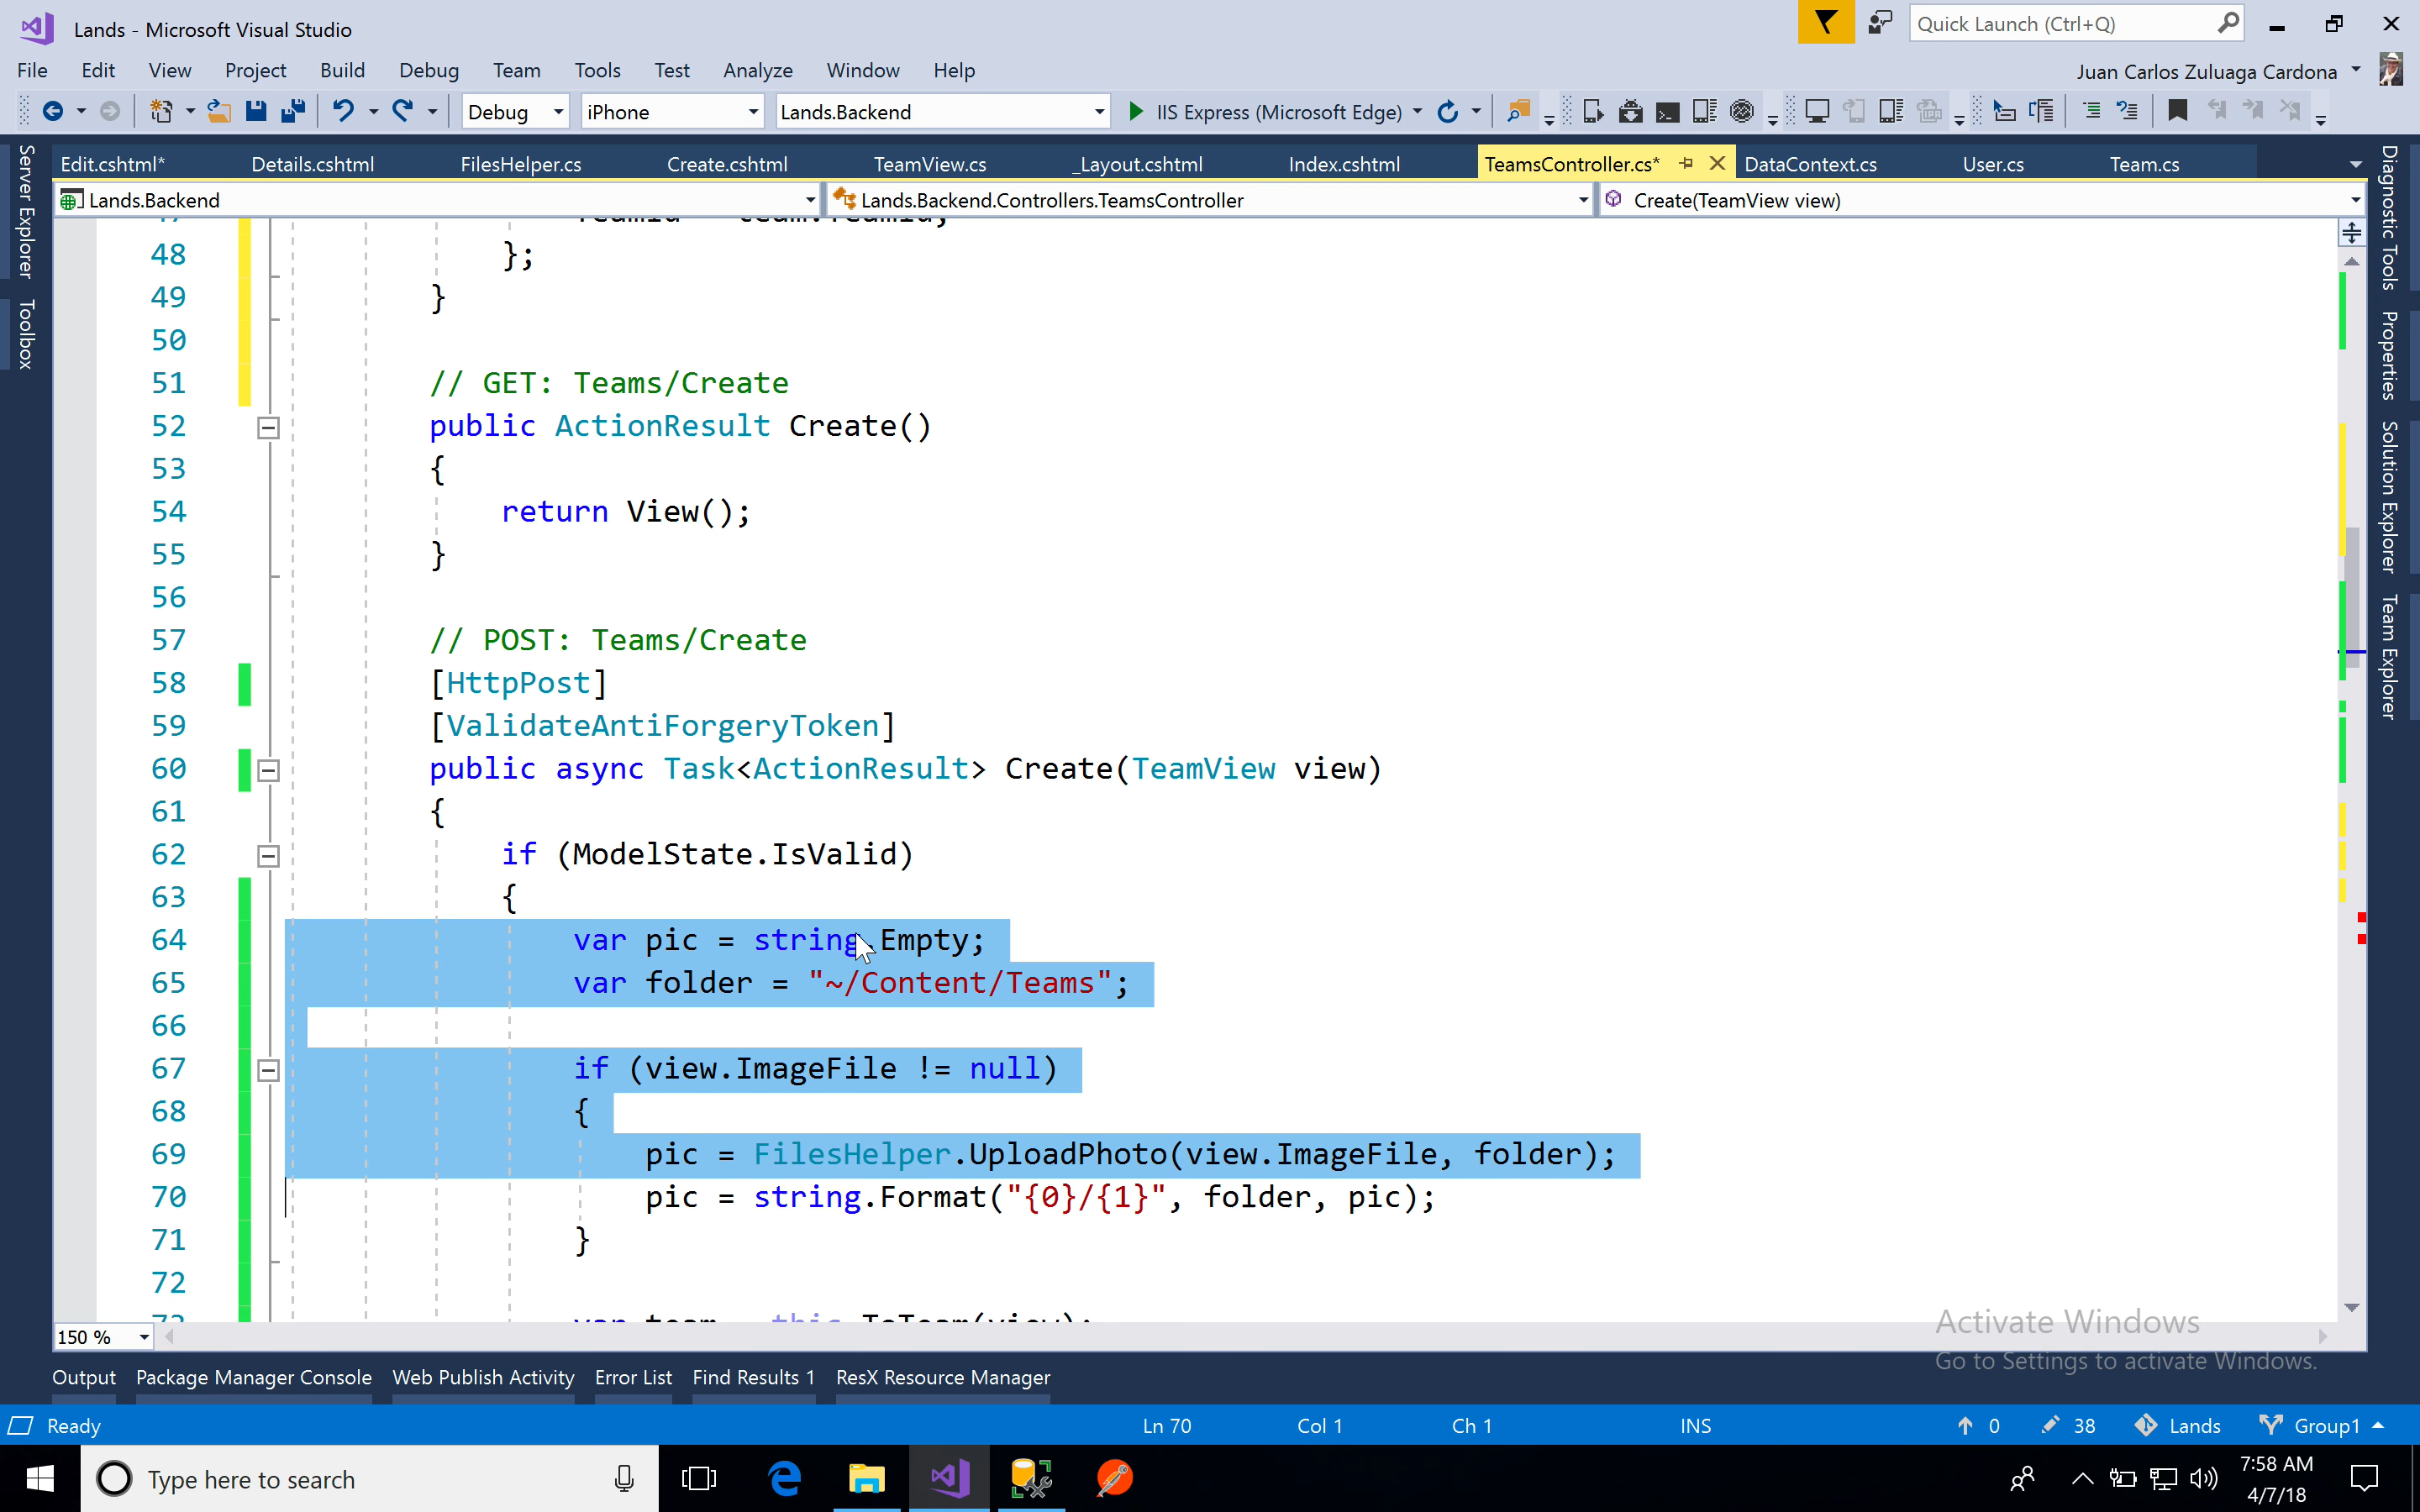 Lands - Microsoft Visual Studio
Quick Launch (Ctrl+Q)
File Edit View Project Build Debug Team Tools Test Analyze Window Help
Juan Carlos Zuluaga Cardona
Debug iPhone Lands.Backend IIS Express (Microsoft Edge)
Edit.cshtml* Details.cshtml FilesHelper.cs Create.cshtml TeamView.cs _Layout.cshtml Index.cshtml TeamsController.cs* DataContext.cs User.cs Team.cs
Lands.Backend Lands.Backend.Controllers.TeamsController Create(TeamView view)
Server Explorer
Toolbox
Diagnostic Tools
Properties
Solution Explorer
Team Explorer
48 };
49 }
50
51 // GET: Teams/Create
52 public ActionResult Create()
53 {
54 return View();
55 }
56
57 // POST: Teams/Create
58 [HttpPost]
59 [ValidateAntiForgeryToken]
60 public async Task<ActionResult> Create(TeamView view)
61 {
62 if (ModelState.IsValid)
63 {
64 var pic = string.Empty;
65 var folder = "~/Content/Teams";
66
67 if (view.ImageFile != null)
68 {
69 pic = FilesHelper.UploadPhoto(view.ImageFile, folder);
70 pic = string.Format("{0}/{1}", folder, pic);
71 }
72
150 %
Activate Windows
Go to Settings to activate Windows.
Output Package Manager Console Web Publish Activity Error List Find Results 1 ResX Resource Manager
Ready Ln 70 Col 1 Ch 1 INS 0 38 Lands Group1
Type here to search
7:58 AM
4/7/18